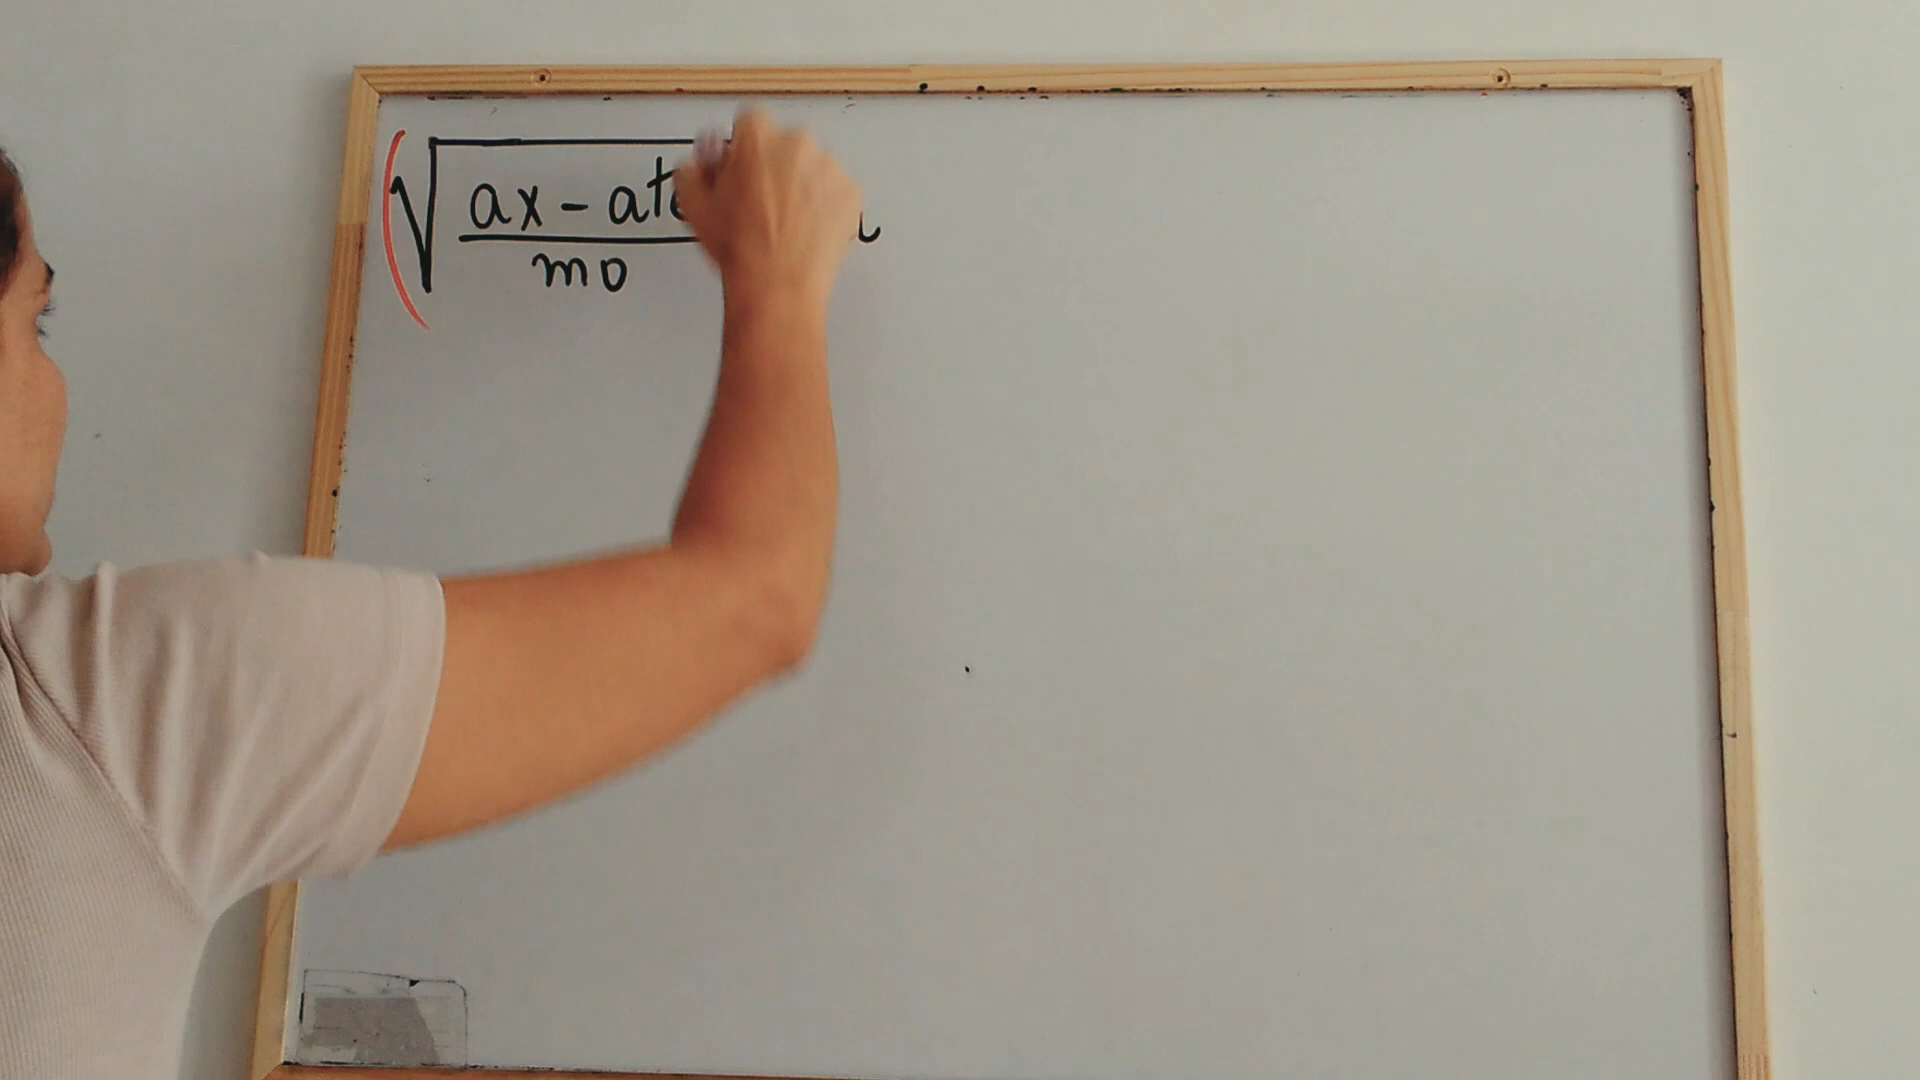 (√ ax - at
mo